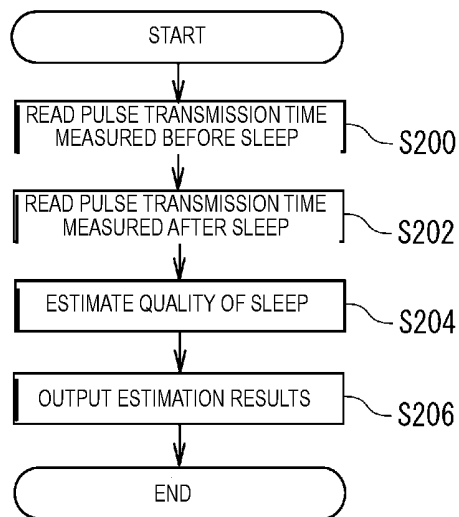 START
READ PULSE TRANSMISSION TIME
MEASURED BEFORE SLEEP
S200
READ PULSE TRANSMISSION TIME
MEASURED AFTER SLEEP
S202
ESTIMATE QUALITY OF SLEEP
S204
OUTPUT ESTIMATION RESULTS
S206
END